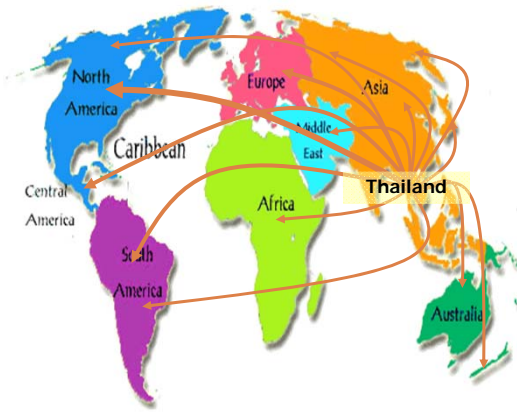 North
America
Europe
Asia
Middle
East
Caribbean
Thailand
Central
America
Africa
South
America
Australia